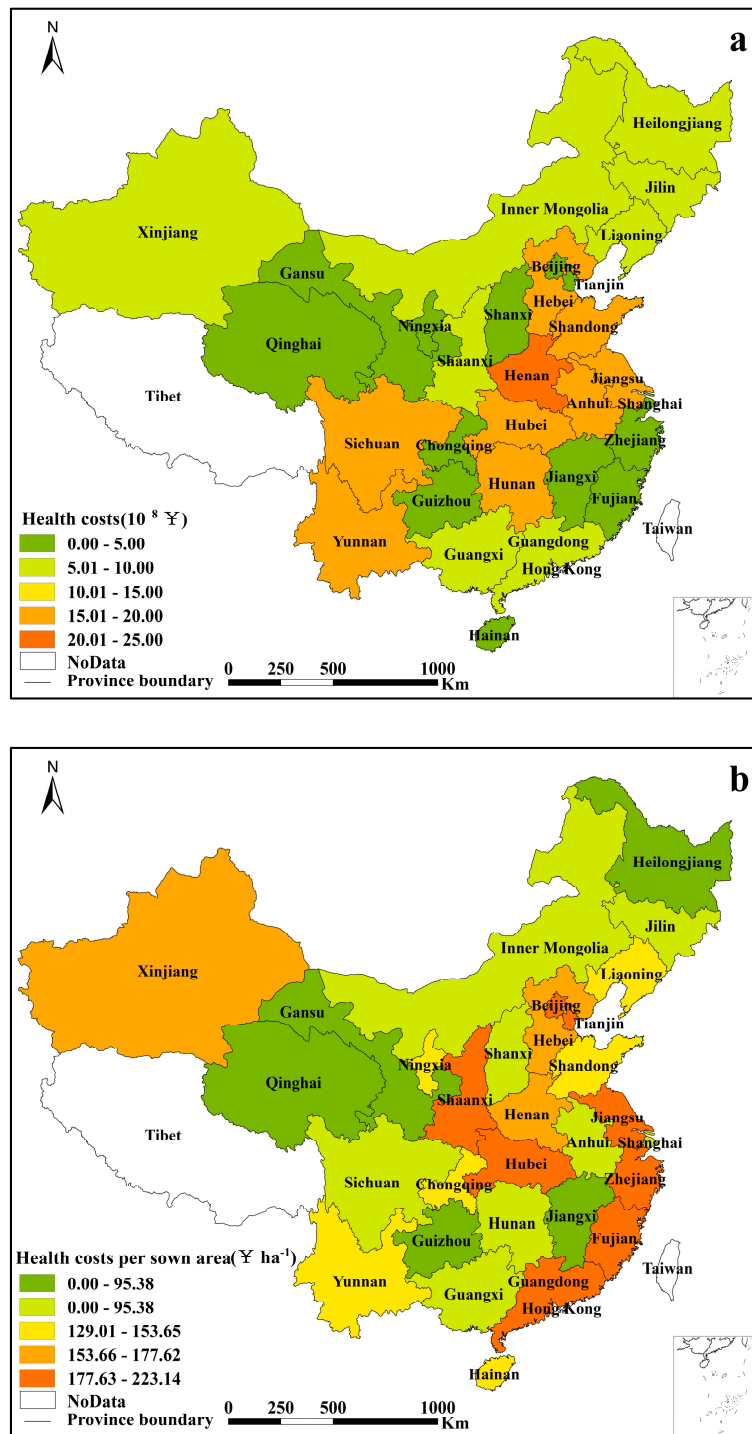 N
a
Heilongjiang
Jilin
Inner Mongolia
Liaoning
Xinjiang
Gansu
Beijing
Tianjin
Hebei
Shanxi
Ningxia
Shandong
Qinghai
Shaanxi
Henan
Jiangsu
Tibet
Anhui
Shanghai
Hubei
Sichuan
Chongqing
Zhejiang
Hunan
Jiangxi
Guizhou
Fujian
Health costs(10 ⁸ ￥)
Taiwan
0.00 - 5.00
Yunnan
Guangdong
Guangxi
5.01 - 10.00
Hong Kong
10.01 - 15.00
15.01 - 20.00
20.01 - 25.00
Hainan
NoData
Province boundary
0 500 1000
Km
N
b
Heilongjiang
Jilin
Inner Mongolia
Liaoning
Xinjiang
Gansu
Beijing
Tianjin
Hebei
Shanxi
Ningxia
Shandong
Qinghai
Shaanxi
Henan
Jiangsu
Tibet
Anhui
Shanghai
Hubei
Sichuan
Chongqing
Zhejiang
Hunan
Jiangxi
Guizhou
Fujian
Health costs per sown area(￥ ha⁻¹)
Taiwan
Yunnan
Guangdong
0.00 - 95.38
Guangxi
Hong Kong
0.00 - 95.38
129.01 - 153.65
153.66 - 177.62
Hainan
177.63 - 223.14
NoData
Province boundary
0 250 500 1000
Km